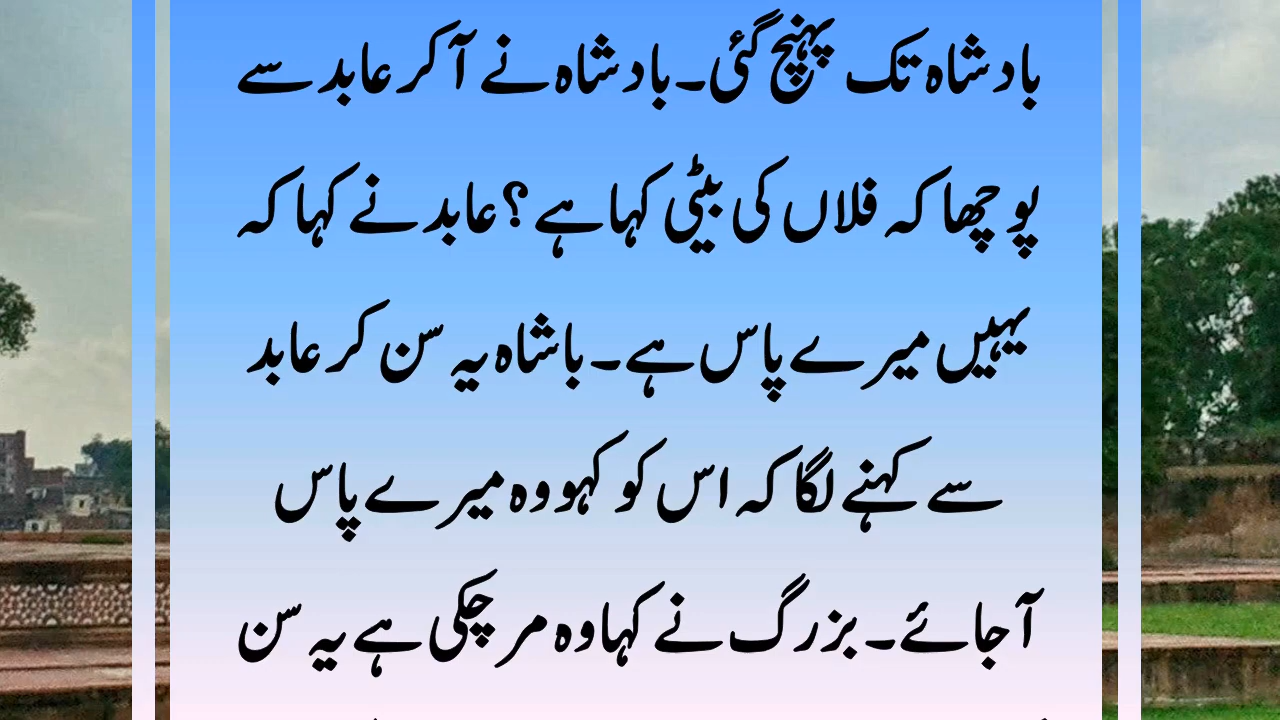 بادشاہ تک پہنچ گئی۔بادشاہ نے آکر عابد سے
پوچھا کہ فلاں کی بیٹی کہا ہے؟عابد نے کہا کہ
یہیں میرے پاس ہے۔باشاہ یہ سن کر عابد
سے کہنے لگا کہ اس کو کہو وہ میرے پاس
آجائے۔بزرگ نے کہا وہ مر چکی ہے یہ سن